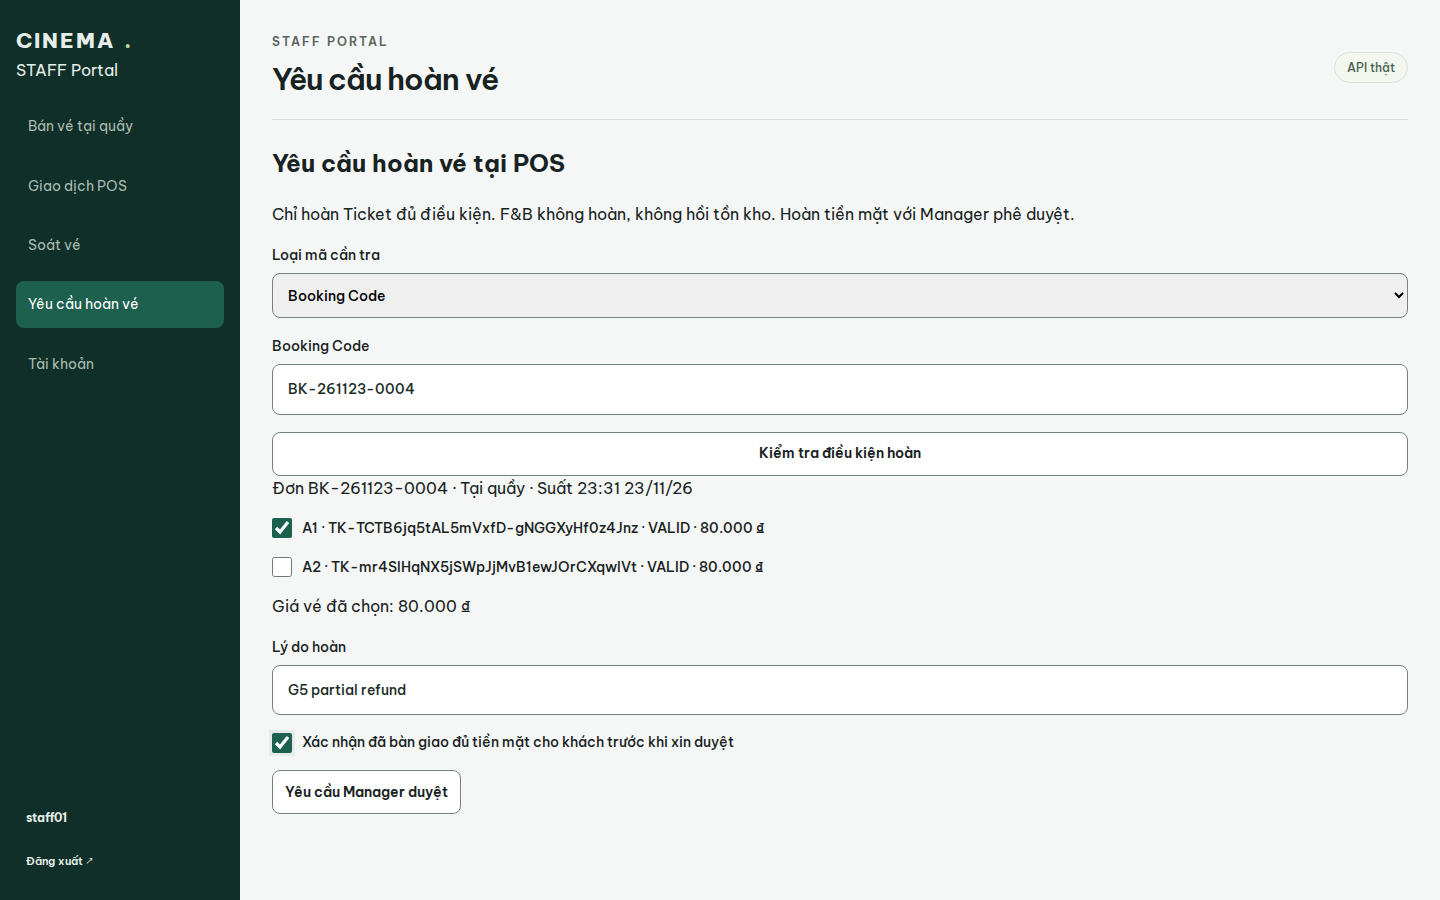 CINEMA .
STAFF Portal
Bán vé tại quầy
Giao dịch POS
Soát vé
Yêu cầu hoàn vé
Tài khoản
staff01
Đăng xuất ↗
STAFF PORTAL
Yêu cầu hoàn vé
API thật
Yêu cầu hoàn vé tại POS
Chỉ hoàn Ticket đủ điều kiện. F&B không hoàn, không hồi tồn kho. Hoàn tiền mặt với Manager phê duyệt.
Loại mã cần tra
Booking Code
Booking Code
BK-261123-0004
Kiểm tra điều kiện hoàn
Đơn BK-261123-0004 · Tại quầy · Suất 23:31 23/11/26
A1 · TK-TCTB6jq5tAL5mVxfD-gNGGXyHf0z4Jnz · VALID · 80.000 ₫
A2 · TK-mr4SlHqNX5jSWpJjMvB1ewJOrCXqwlVt · VALID · 80.000 ₫
Giá vé đã chọn: 80.000 ₫
Lý do hoàn
G5 partial refund
Xác nhận đã bàn giao đủ tiền mặt cho khách trước khi xin duyệt
Yêu cầu Manager duyệt